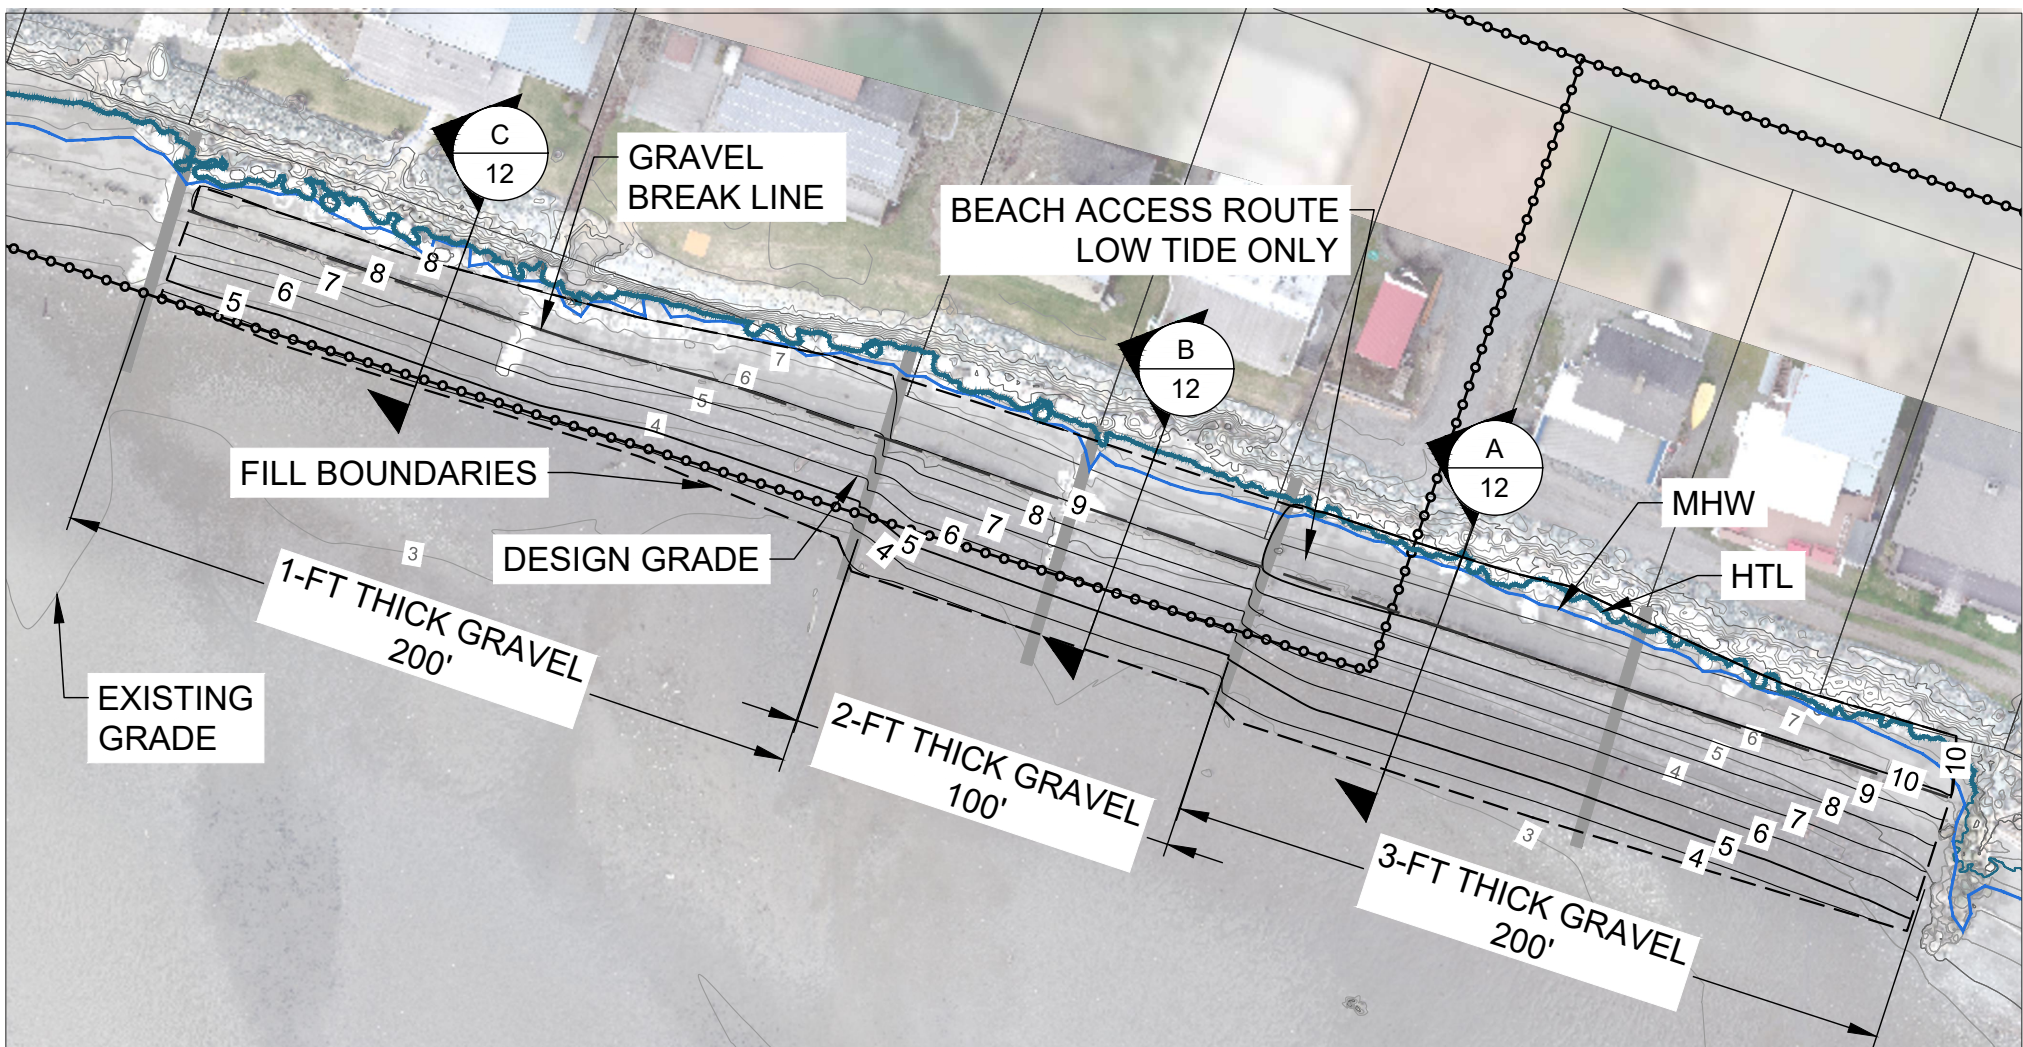 C
12
GRAVEL
BREAK LINE
BEACH ACCESS ROUTE
LOW TIDE ONLY
B
12
A
12
5
6
7
8
8
7
6
5
4
FILL BOUNDARIES
DESIGN GRADE
4
5
6
7
8
9
MHW
HTL
3
1-FT THICK GRAVEL
200'
EXISTING
GRADE
2-FT THICK GRAVEL
100'
3-FT THICK GRAVEL
200'
7
6
5
4
3
4
5
6
7
8
9
10
10